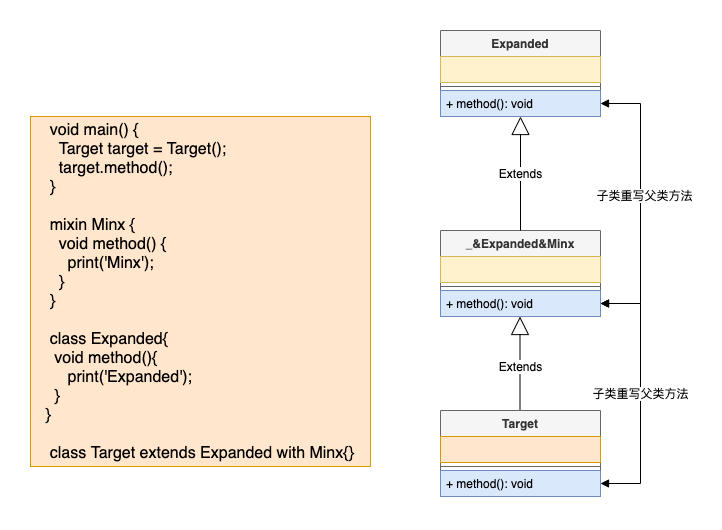 void main() {
Target target = Target();
target.method();
}
mixin Minx {
void method() {
print('Minx');
}
}
class Expanded{
void method(){
print('Expanded');
}
}
class Target extends Expanded with Minx{}
Expanded
+ method(): void
Extends
子类重写父类方法
_&Expanded&Minx
+ method(): void
Extends
子类重写父类方法
Target
+ method(): void